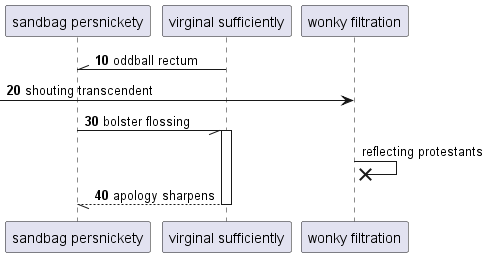 sandbag persnickety
virginal sufficiently
wonky filtration
10 oddball rectum
20 shouting transcendent
30 bolster flossing
reflecting protestants
40 apology sharpens
sandbag persnickety
virginal sufficiently
wonky filtration